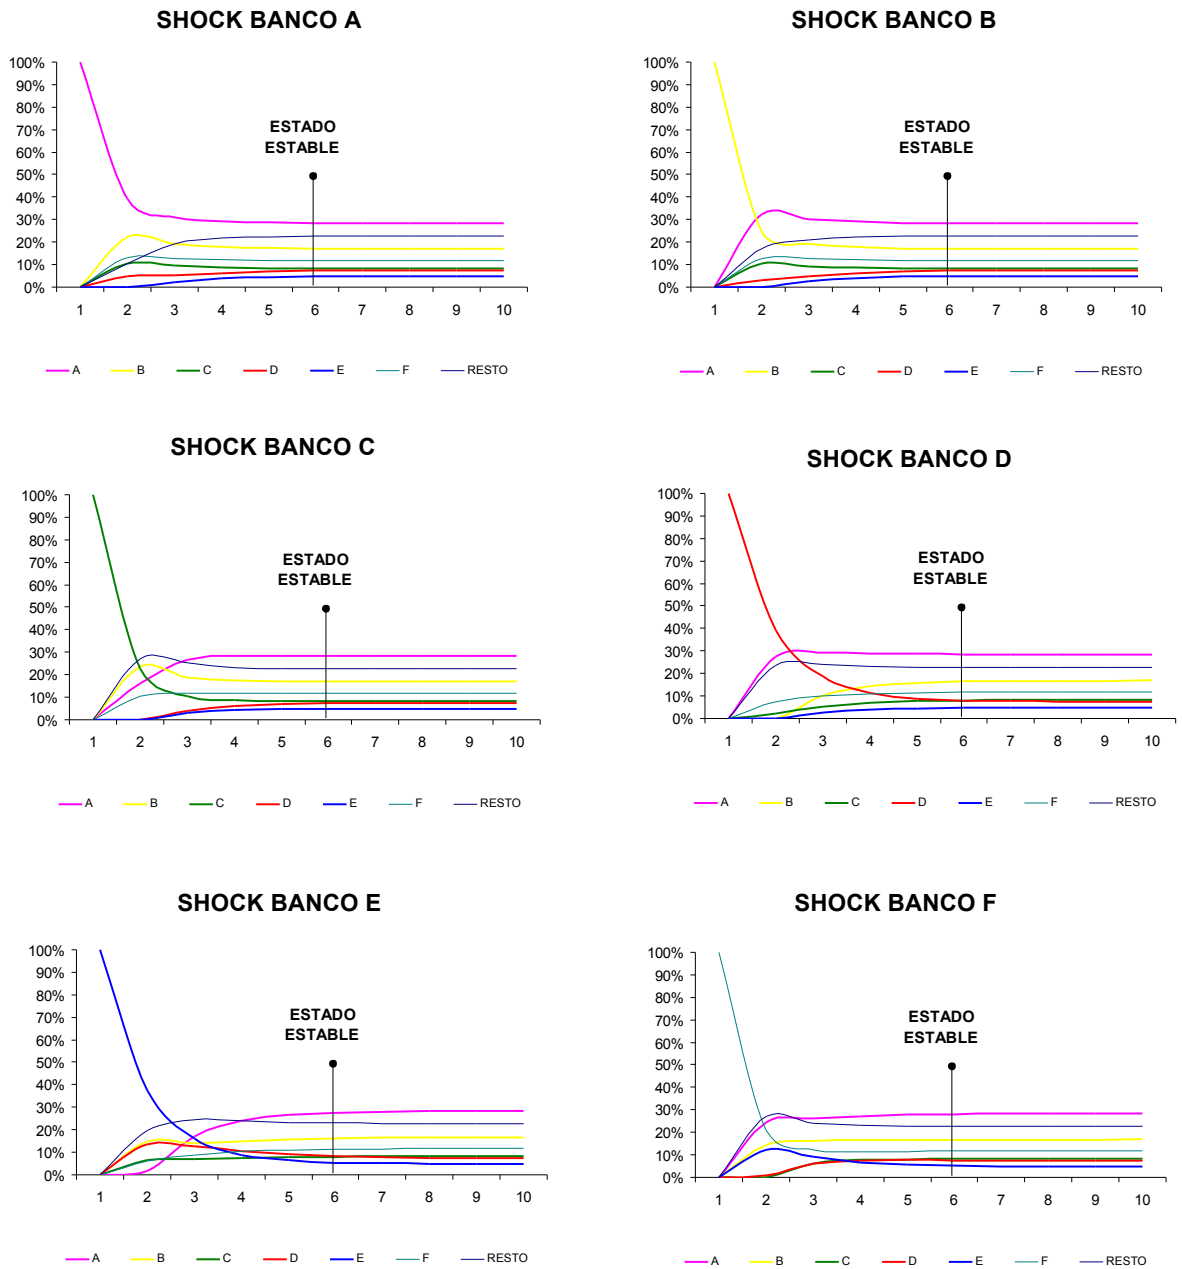 SHOCK BANCO A
100%
90%
80%
70%
60%
50%
40%
30%
20%
10%
0%
ESTADO
ESTABLE
1 2 3 4 5 6 7 8 9 10
A B C D E F RESTO
SHOCK BANCO B
100%
90%
80%
70%
60%
50%
40%
30%
20%
10%
0%
ESTADO
ESTABLE
1 2 3 4 5 6 7 8 9 10
A B C D E F RESTO
SHOCK BANCO C
100%
90%
80%
70%
60%
50%
40%
30%
20%
10%
0%
ESTADO
ESTABLE
1 2 3 4 5 6 7 8 9 10
A B C D E F RESTO
SHOCK BANCO D
100%
90%
80%
70%
60%
50%
40%
30%
20%
10%
0%
ESTADO
ESTABLE
1 2 3 4 5 6 7 8 9 10
A B C D E F RESTO
SHOCK BANCO E
100%
90%
80%
70%
60%
50%
40%
30%
20%
10%
0%
ESTADO
ESTABLE
1 2 3 4 5 6 7 8 9 10
A B C D E F RESTO
SHOCK BANCO F
100%
90%
80%
70%
60%
50%
40%
30%
20%
10%
0%
ESTADO
ESTABLE
1 2 3 4 5 6 7 8 9 10
A B C D E F RESTO